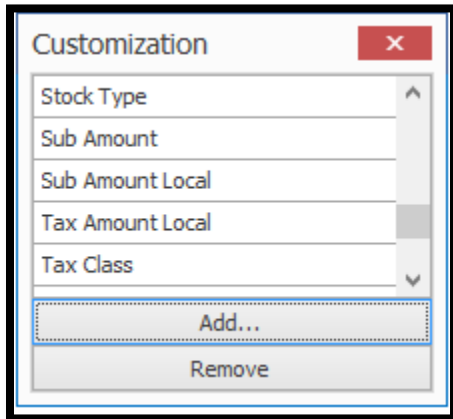 Customization
Stock Type
Sub Amount
Sub Amount Local
Tax Amount Local
Tax Class
Add...
Remove